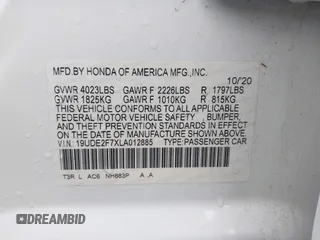 MFD.BY HONDA OF AMERICA MFG.,INC.
10/20
GVWR 4023LBS GAWR F 2226LBS R 1797LBS
GVWR 1825KG GAWR F 1010KG R 815KG
THIS VEHICLE CONFORMS TO ALL APPLICABLE
FEDERAL MOTOR VEHICLE SAFETY , BUMPER,
AND THEFT PREVENTION STANDARDS IN EFFECT
ON THE DATE OF MANUFACTURE SHOWN ABOVE.
V.I.N. 19UDE2F7XLA012885 TYPE:PASSENGER CAR
T3R L AC6 NH883P A .A
DREAMBID